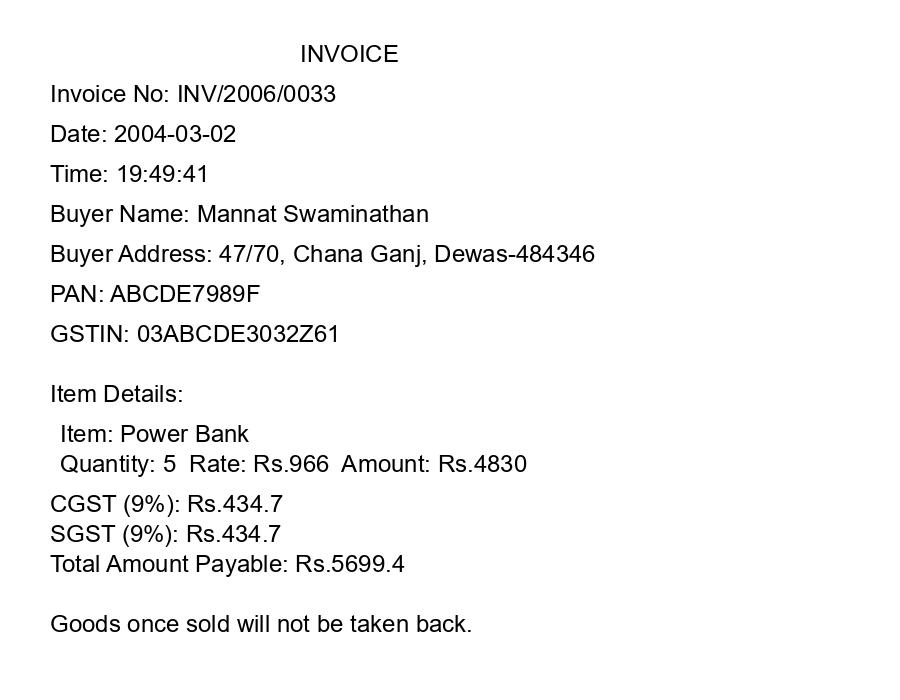 INVOICE
Invoice No: INV/2006/0033
Date: 2004-03-02
Time: 19:49:41
Buyer Name: Mannat Swaminathan
Buyer Address: 47/70, Chana Ganj, Dewas-484346
PAN: ABCDE7989F
GSTIN: 03ABCDE3032Z61
Item Details:
Item: Power Bank
Quantity: 5  Rate: Rs.966  Amount: Rs.4830
CGST (9%): Rs.434.7
SGST (9%): Rs.434.7
Total Amount Payable: Rs.5699.4
Goods once sold will not be taken back.